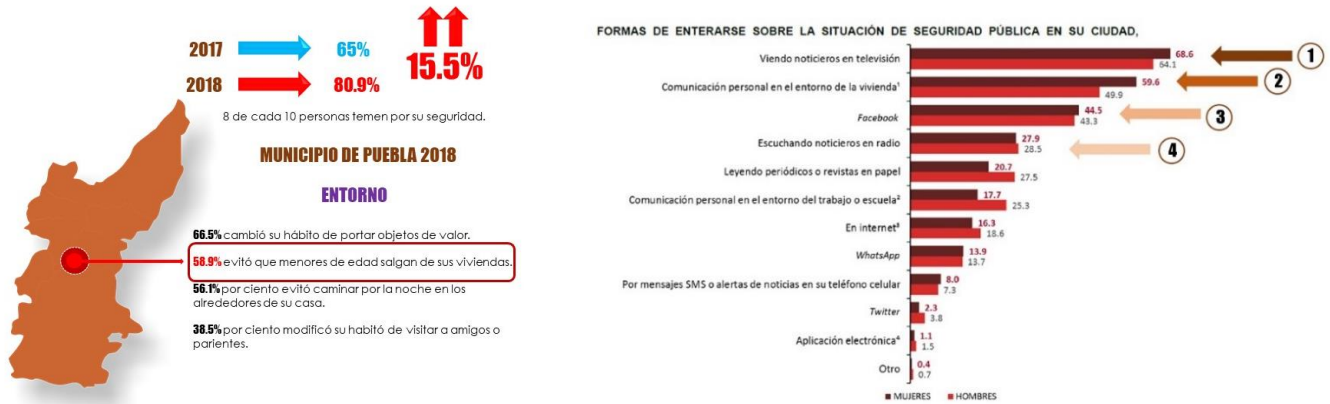 2017 65%
2018 80.9%
15.5%
8 de cada 10 personas temen por su seguridad.
MUNICIPIO DE PUEBLA 2018
ENTORNO
66.5% cambió su hábito de portar objetos de valor.
58.9% evitó que menores de edad salgan de sus viviendas.
56.1% por ciento evitó caminar por la noche en los
alrededores de su casa.
38.5% por ciento modificó su habitó de visitar a amigos o
parientes.
FORMAS DE ENTERARSE SOBRE LA SITUACIÓN DE SEGURIDAD PÚBLICA EN SU CIUDAD,
Viendo noticieros en televisión 68.6 1
64.1
Comunicación personal en el entorno de la vivienda¹ 59.6 2
49.9
Facebook 44.5 3
43.3
Escuchando noticieros en radio 27.9
28.5 4
Leyendo periódicos o revistas en papel 20.7
27.5
Comunicación personal en el entorno del trabajo o escuela² 17.7
25.3
En internet³ 16.3
18.6
WhatsApp 13.9
13.7
Por mensajes SMS o alertas de noticias en su teléfono celular 8.0
7.3
Twitter 2.3
3.8
Aplicación electrónica⁴ 1.1
1.5
Otro 0.4
0.7
MUJERES HOMBRES